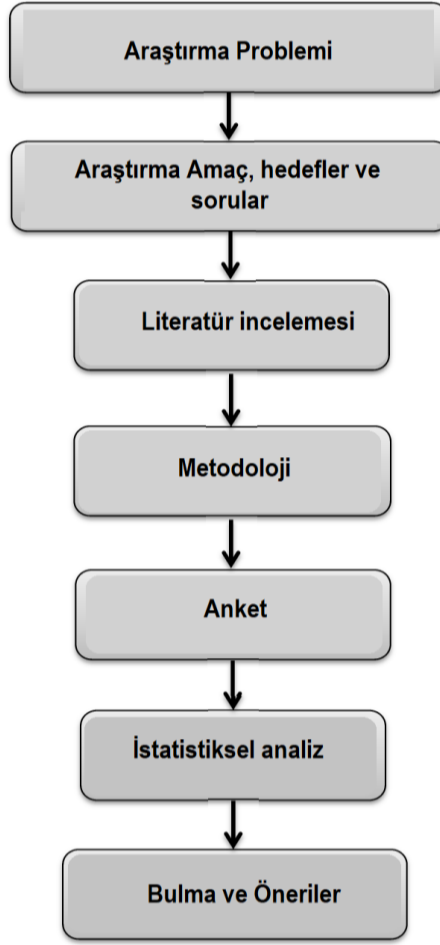 Araştırma Problemi
Araştırma Amaç, hedefler ve
sorular
Literatür incelemesi
Metodoloji
Anket
İstatistiksel analiz
Bulma ve Öneriler